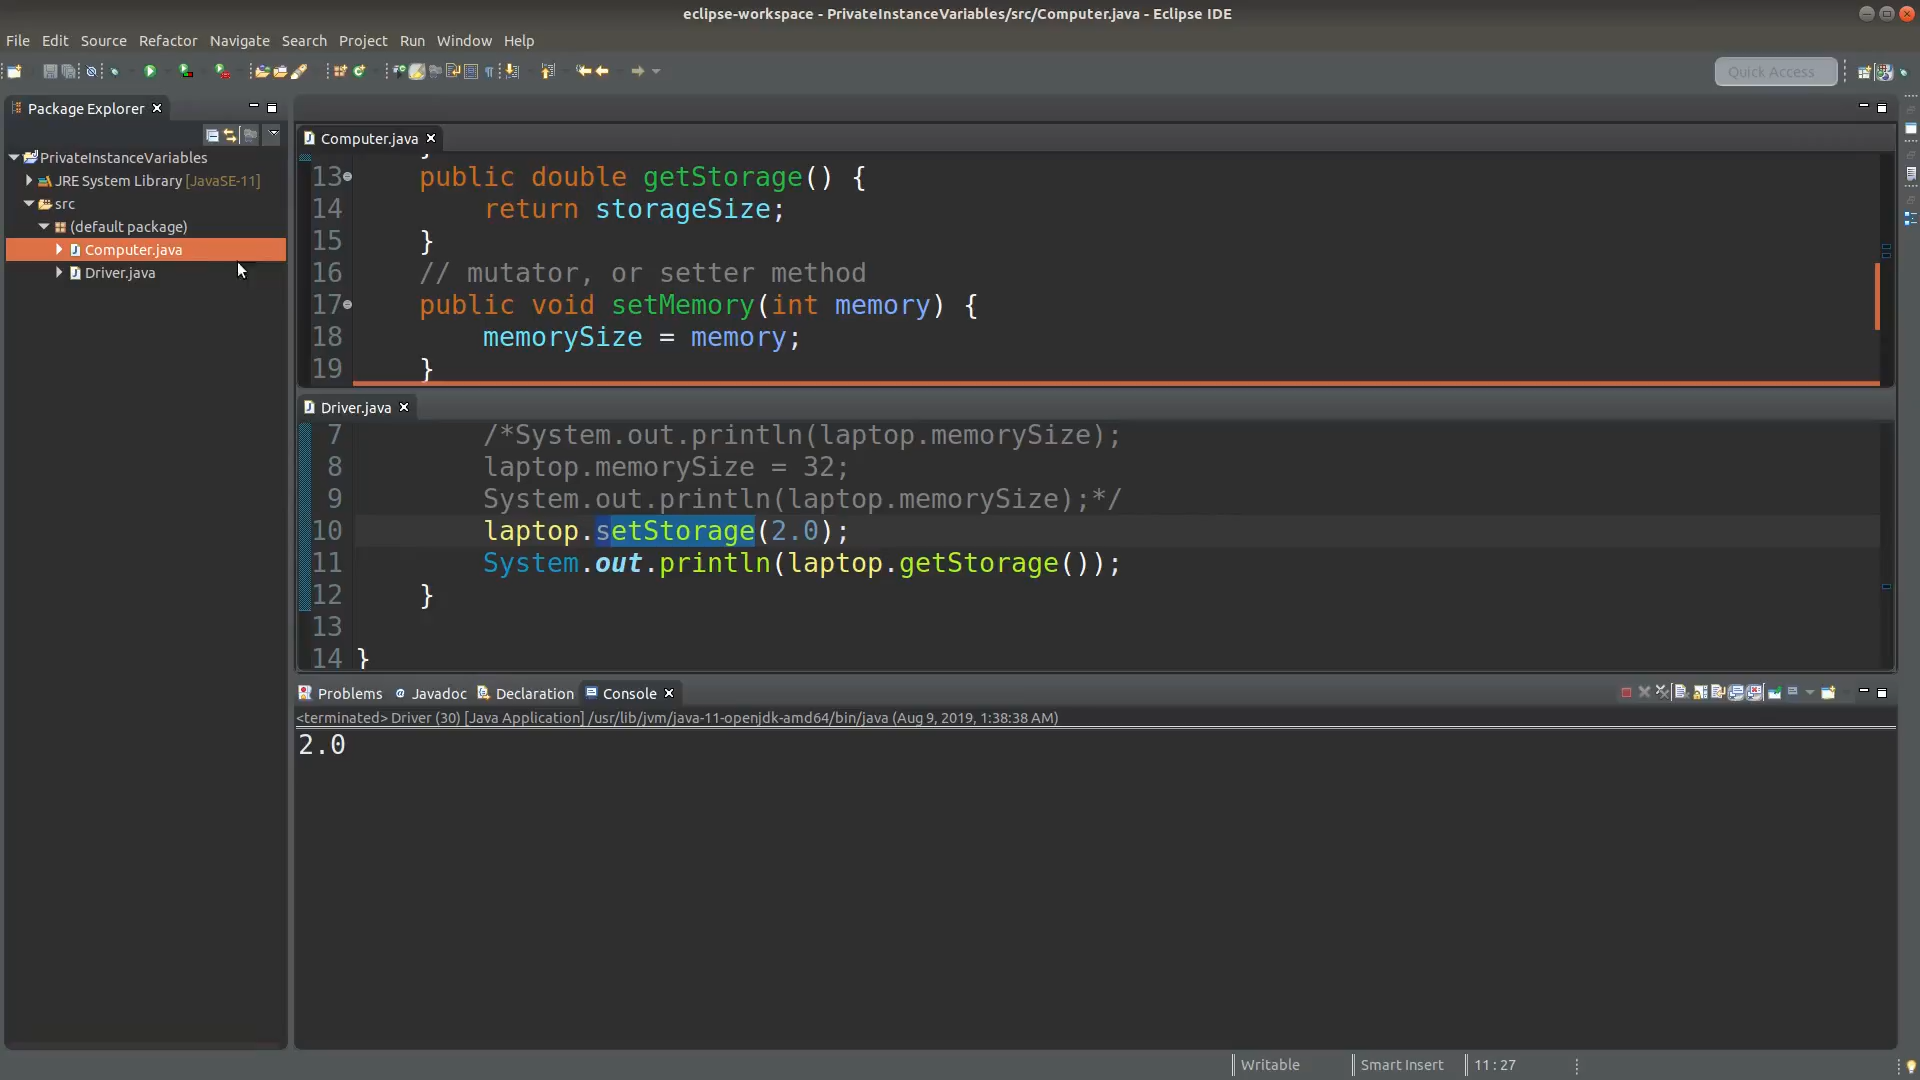 eclipse-workspace - PrivateInstanceVariables/src/Computer.java - Eclipse IDE
File Edit Source Refactor Navigate Search Project Run Window Help
Quick Access
Package Explorer
PrivateInstanceVariables
JRE System Library [JavaSE-11]
src
(default package)
Computer.java
Driver.java
Computer.java
13 public double getStorage() {
14 return storageSize;
15 }
16 // mutator, or setter method
17 public void setMemory(int memory) {
18 memorySize = memory;
19 }
Driver.java
7 /*System.out.println(laptop.memorySize);
8 laptop.memorySize = 32;
9 System.out.println(laptop.memorySize);*/
10 laptop.setStorage(2.0);
11 System.out.println(laptop.getStorage());
12 }
13
14 }
Problems Javadoc Declaration Console
<terminated> Driver (30) [Java Application] /usr/lib/jvm/java-11-openjdk-amd64/bin/java (Aug 9, 2019, 1:38:38 AM)
2.0
Writable Smart Insert 11 : 27